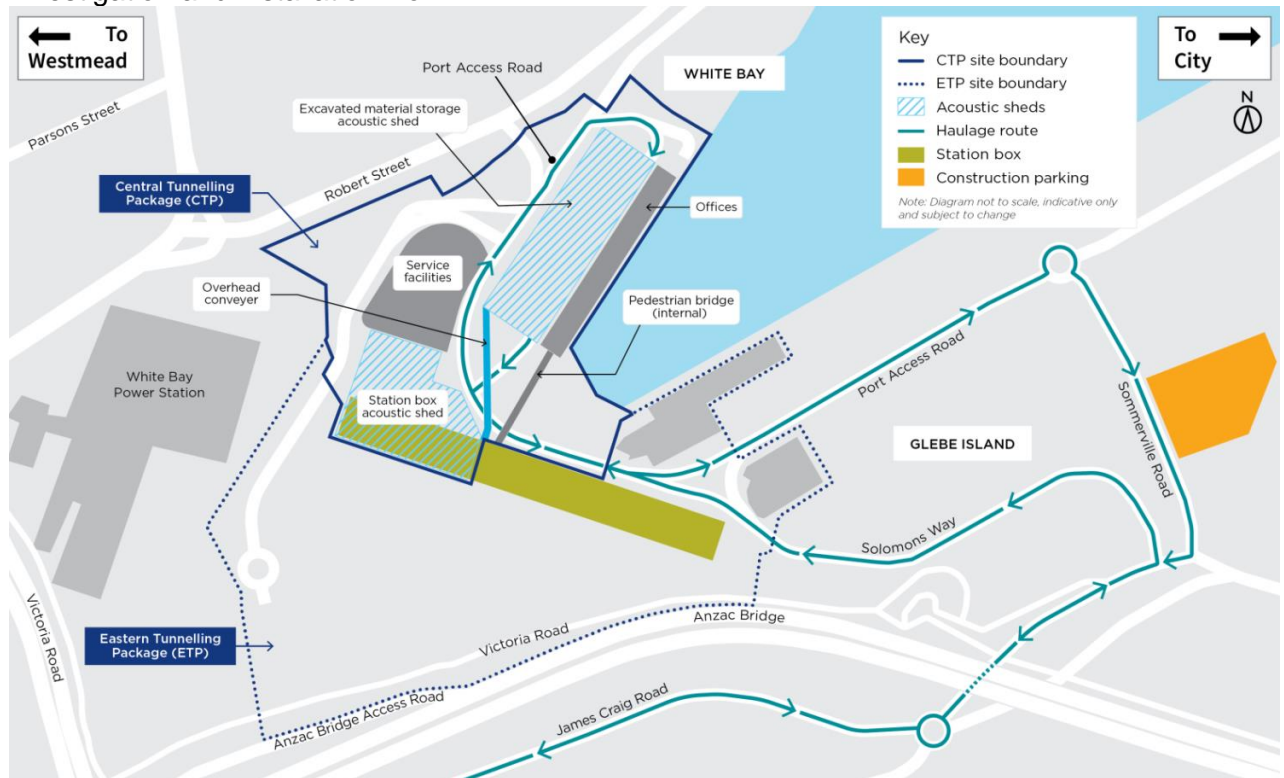 To
Westmead
Port Access Road
WHITE BAY
Key
CTP site boundary
ETP site boundary
Acoustic sheds
Haulage route
Station box
Construction parking
Note: Diagram not to scale, indicative only
and subject to change
To
City
N
Parsons Street
Excavated material storage
acoustic shed
Central Tunnelling
Package (CTP)
Robert Street
Offices
Service
facilities
Overhead
conveyer
Pedestrian bridge
(internal)
White Bay
Power Station
Station box
acoustic shed
Port Access Road
Sommerville Road
GLEBE ISLAND
Solomons Way
Victoria Road
Eastern Tunnelling
Package (ETP)
Victoria Road
Anzac Bridge
Anzac Bridge Access Road
James Craig Road